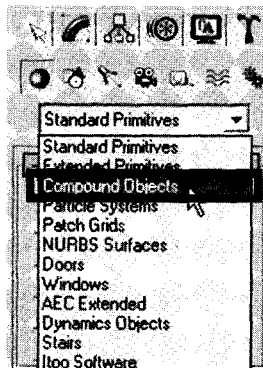 Standard Primitives
Standard Primitives
Extended Primitives
Compound Objects
Particle Systems
Patch Grids
NURBS Surfaces
Doors
Windows
AEC Extended
Dynamics Objects
Stairs
Itoo Software